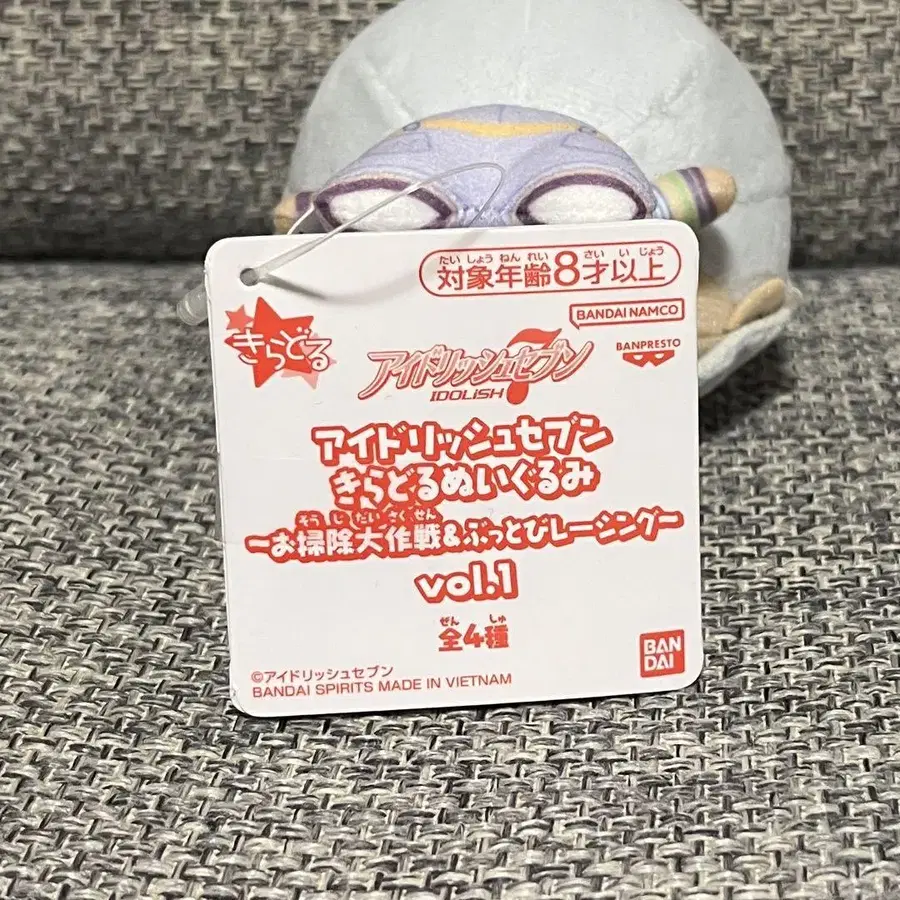 たいしょうねんれい さい いじょう
対象年齢8才以上
BANDAI NAMCO
きらどる
アイドリッシュセブン
IDOLiSH7
BANPRESTO
アイドリッシュセブン
きらどるぬいぐるみ
そうじだいさくせん
~お掃除大作戦&ぶっとびレーシング~
vol.1
ぜん しゅ
全4種
©アイドリッシュセブン
BANDAI SPIRITS MADE IN VIETNAM
BAN
DAI